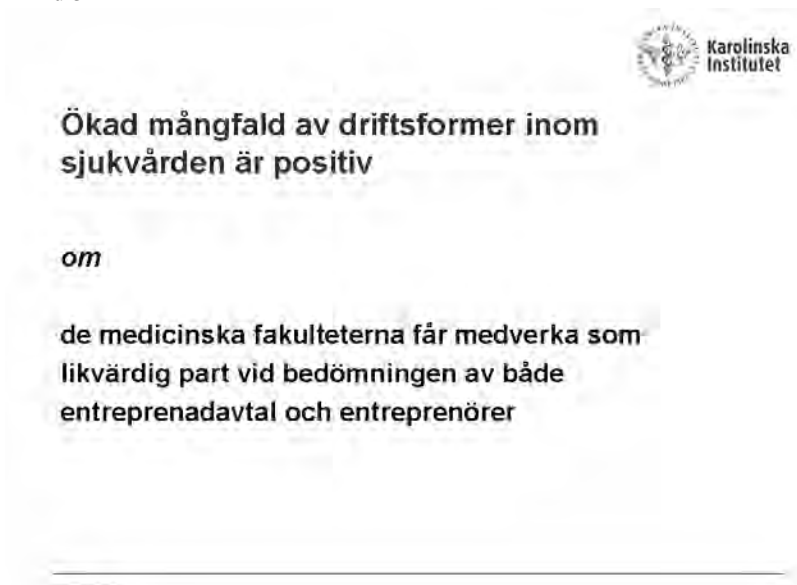 Karolinska
Institutet
Ökad mångfald av driftsformer inom
sjukvården är positiv
om
de medicinska fakulteterna får medverka som
likvärdig part vid bedömningen av både
entreprenadavtal och entreprenörer